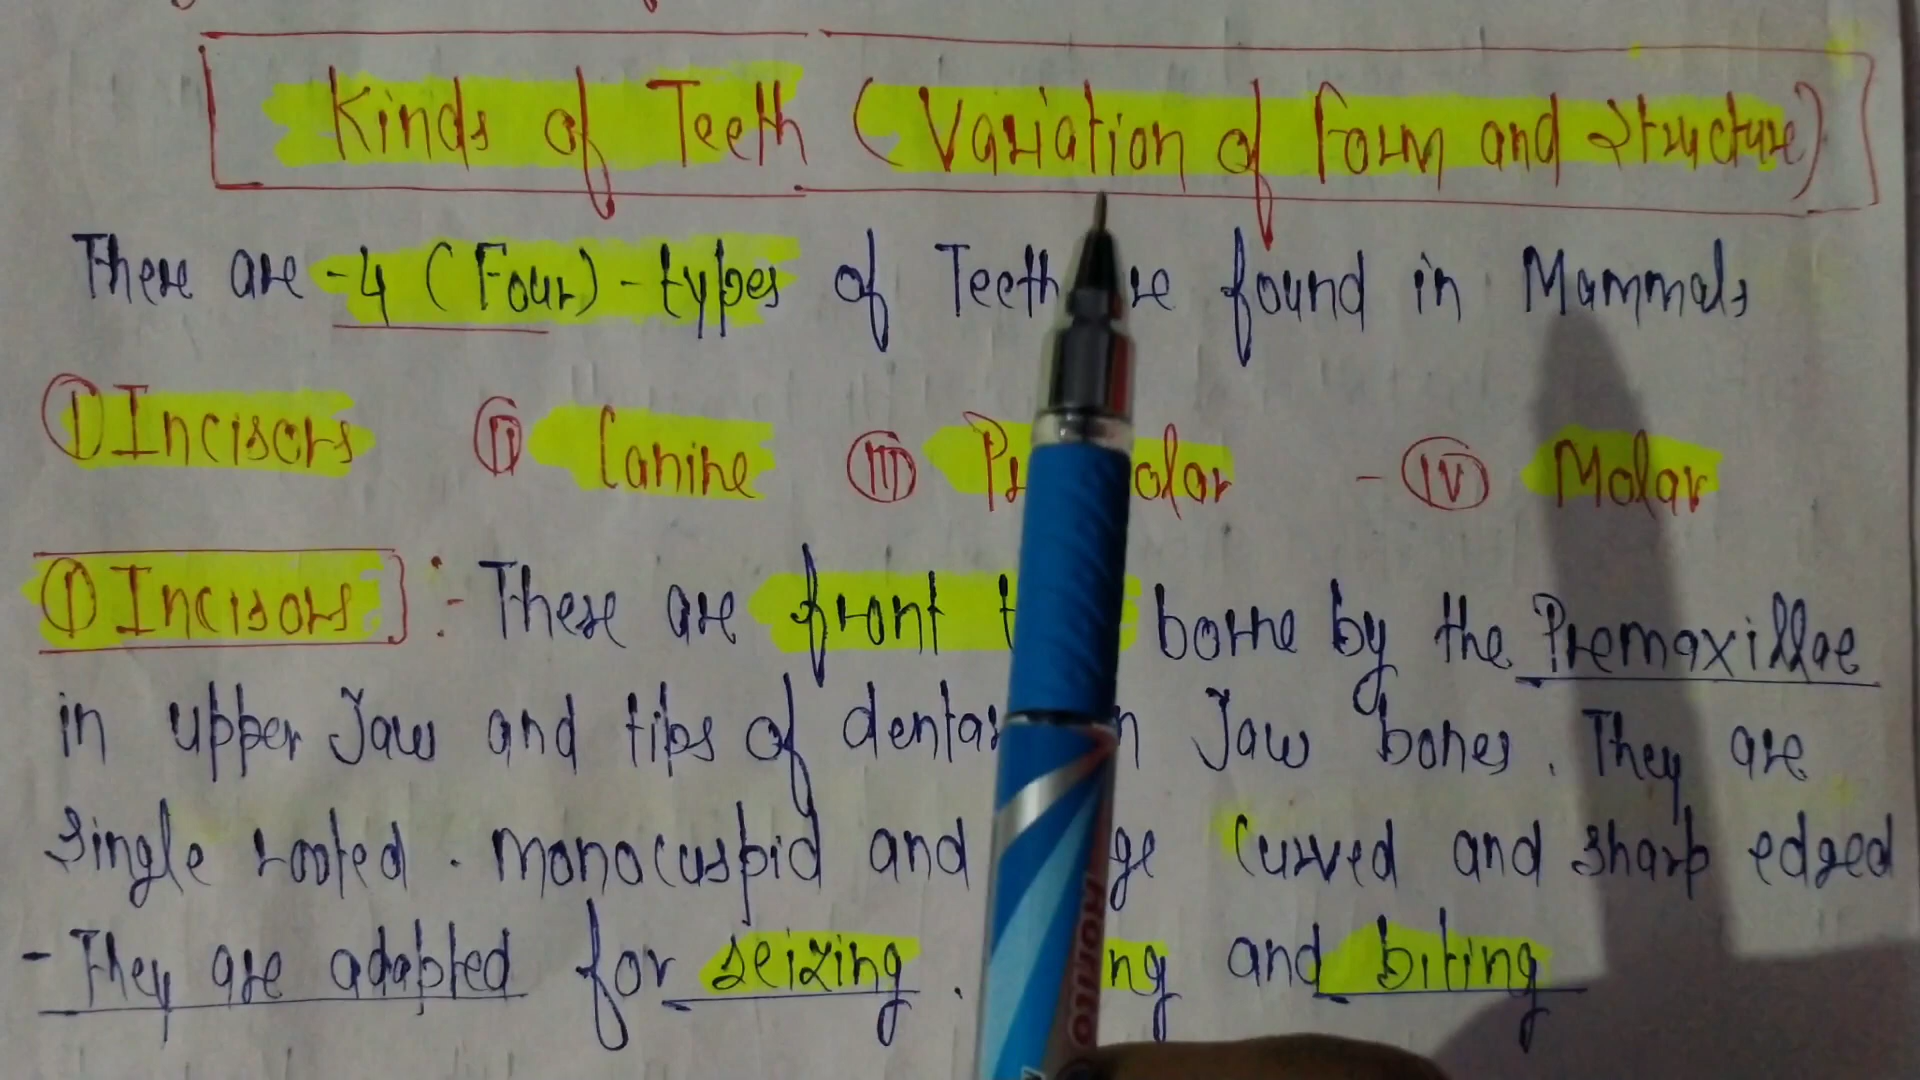 Kinds of Teeth (Variation of Form and Structure)
There are -4 (Four) - types of Teeth are found in Mammals
I Incisors II Canine III Premolar - IV Molar
I Incisors :- These are front borne by the Premaxillae
in upper Jaw and tips of Jaw bones. They are
single rooted. monocuspid and curved and sharp edged
- They are adapted for seizing. and biting